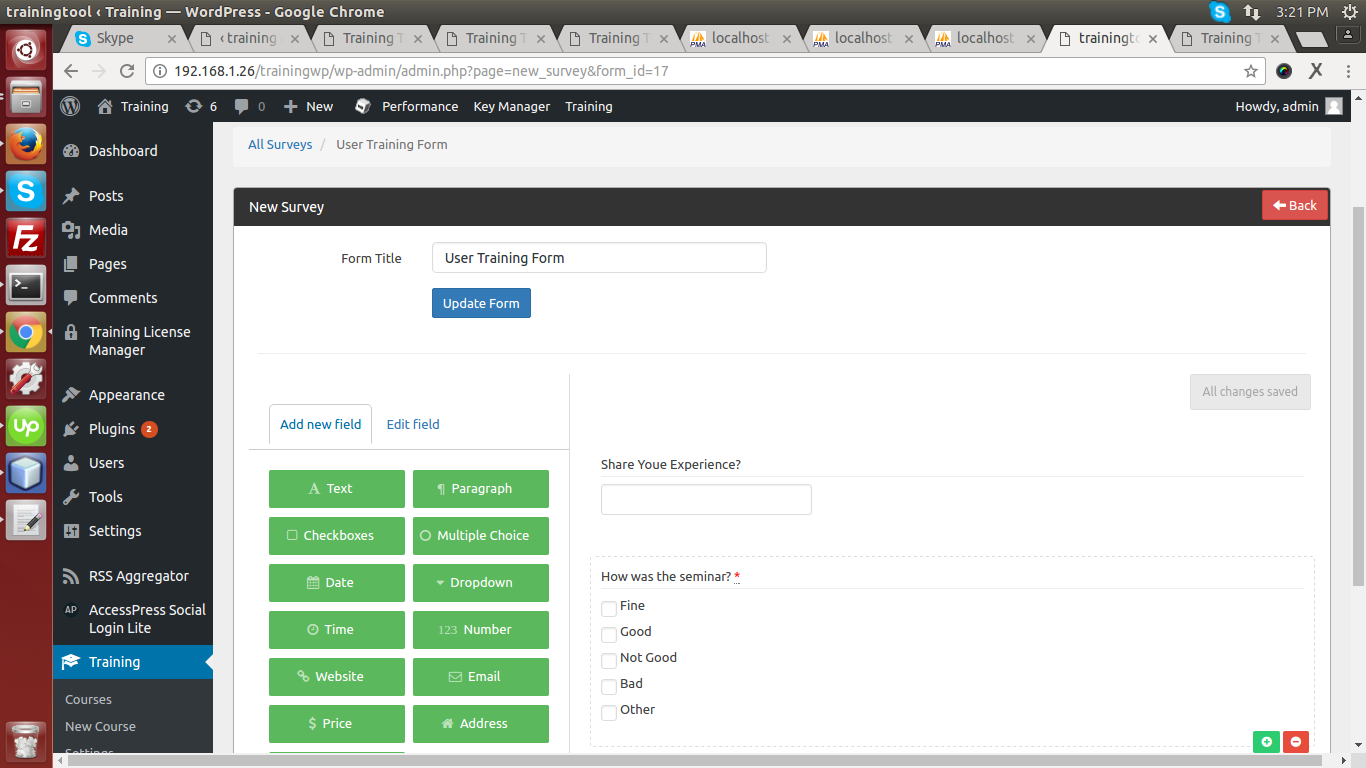 trainingtool ‹ Training — WordPress - Google Chrome
3:21 PM
Skype
‹ training
Training T
Training T
Training T
localhost
localhost
localhost
trainingto
Training T
192.168.1.26/trainingwp/wp-admin/admin.php?page=new_survey&form_id=17
Training 6 0 New Performance Key Manager Training Howdy, admin
Dashboard
Posts
Media
Pages
Comments
Training License
Manager
Appearance
Plugins 2
Users
Tools
Settings
RSS Aggregator
AP AccessPress Social
Login Lite
Training
Courses
New Course
Settings
All Surveys / User Training Form
New Survey
Back
Form Title User Training Form
Update Form
All changes saved
Add new field Edit field
Text Paragraph
Checkboxes Multiple Choice
Date Dropdown
Time 123 Number
Website Email
$ Price Address
Share Youe Experience?
How was the seminar? *
Fine
Good
Not Good
Bad
Other